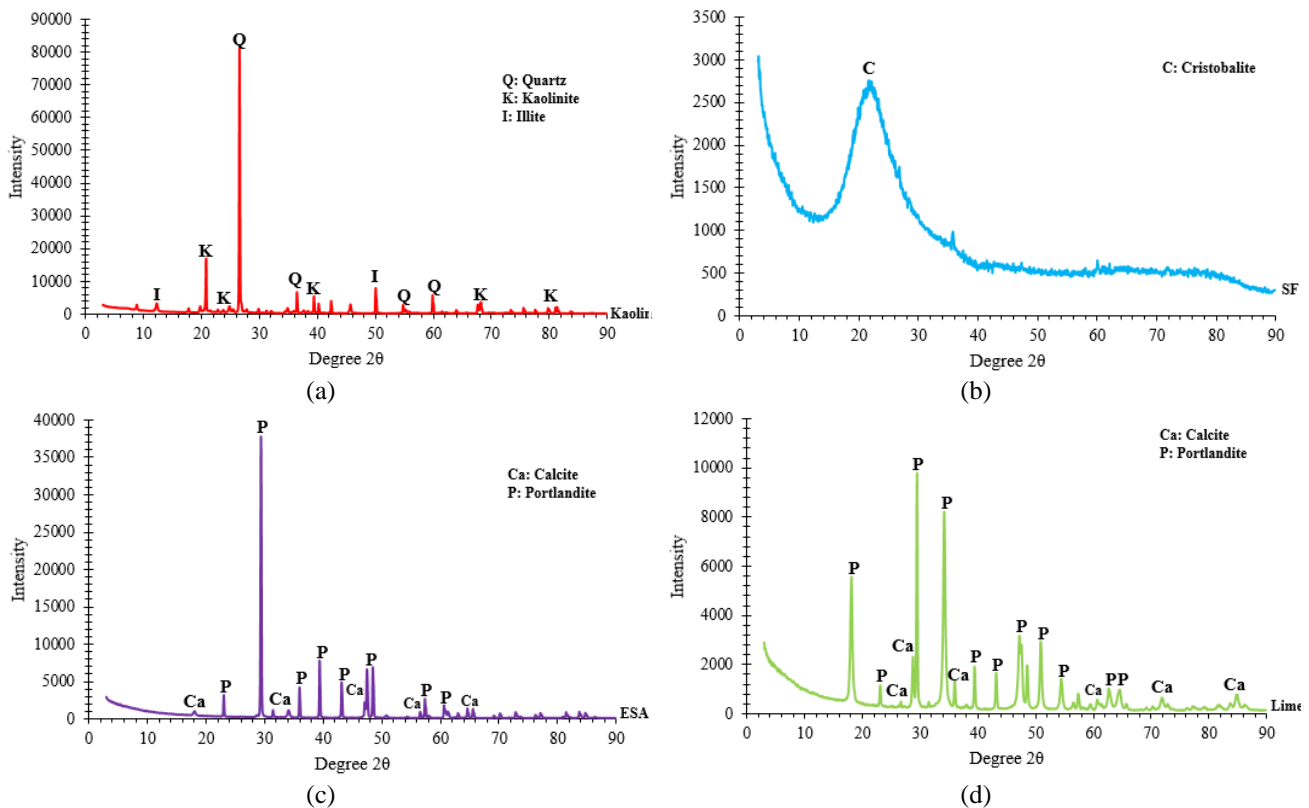 90000
80000
70000
60000
50000
40000
30000
20000
10000
0
Intensity
Q
K
I
K
Q
K
I
Q
Q
K
K
Q: Quartz
K: Kaolinite
I: Illite
Kaolin
0 10 20 30 40 50 60 70 80 90
Degree 2θ
(a)
3500
3000
2500
2000
1500
1000
500
0
Intensity
C
C: Cristobalite
SF
0 10 20 30 40 50 60 70 80 90
Degree 2θ
(b)
40000
35000
30000
25000
20000
15000
10000
5000
0
Intensity
Ca
P
P
Ca
P
P
P
Ca
P
Ca
P
P
Ca
Ca: Calcite
P: Portlandite
ESA
0 10 20 30 40 50 60 70 80 90
Degree 2θ
(c)
12000
10000
8000
6000
4000
2000
0
Intensity
P
P
Ca
Ca
P
P
Ca
P
P
P
P
P
Ca
PP
Ca
Ca
Ca: Calcite
P: Portlandite
Lime
0 10 20 30 40 50 60 70 80 90
Degree 2θ
(d)